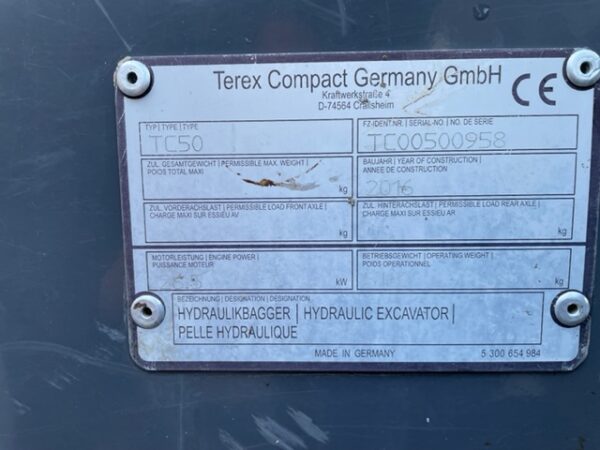 Terex Compact Germany GmbH
Kraftwerkstraße 4
D-74564 Crailsheim
CE
TYP | TYPE | TYPE
TC50
FZ-IDENT.NR. | SERIAL-NO. | NO. DE SERIE
TC00500958
ZUL. GESAMTGEWICHT | PERMISSIBLE MAX. WEIGHT |
POIDS TOTAL MAXI
kg
BAUJAHR | YEAR OF CONSTRUCTION |
ANNEE DE CONSTRUCTION
2016
ZUL. VORDERACHSLAST | PERMISSIBLE LOAD FRONT AXLE |
CHARGE MAXI SUR ESSIEU AV
kg
ZUL. HINTERACHSLAST | PERMISSIBLE LOAD REAR AXLE |
CHARGE MAXI SUR ESSIEU AR
kg
MOTORLEISTUNG | ENGINE POWER |
PUISSANCE MOTEUR
kW
BETRIEBSGEWICHT | OPERATING WEIGHT |
POIDS OPERATIONNEL
kg
BEZEICHNUNG | DESIGNATION | DESIGNATION
HYDRAULIKBAGGER | HYDRAULIC EXCAVATOR |
PELLE HYDRAULIQUE
MADE IN GERMANY
5 300 654 984